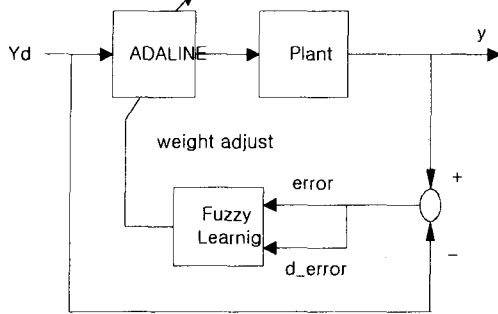 Yd
ADALINE
Plant
y
weight adjust
error
+
Fuzzy
Learnig
d_error
−